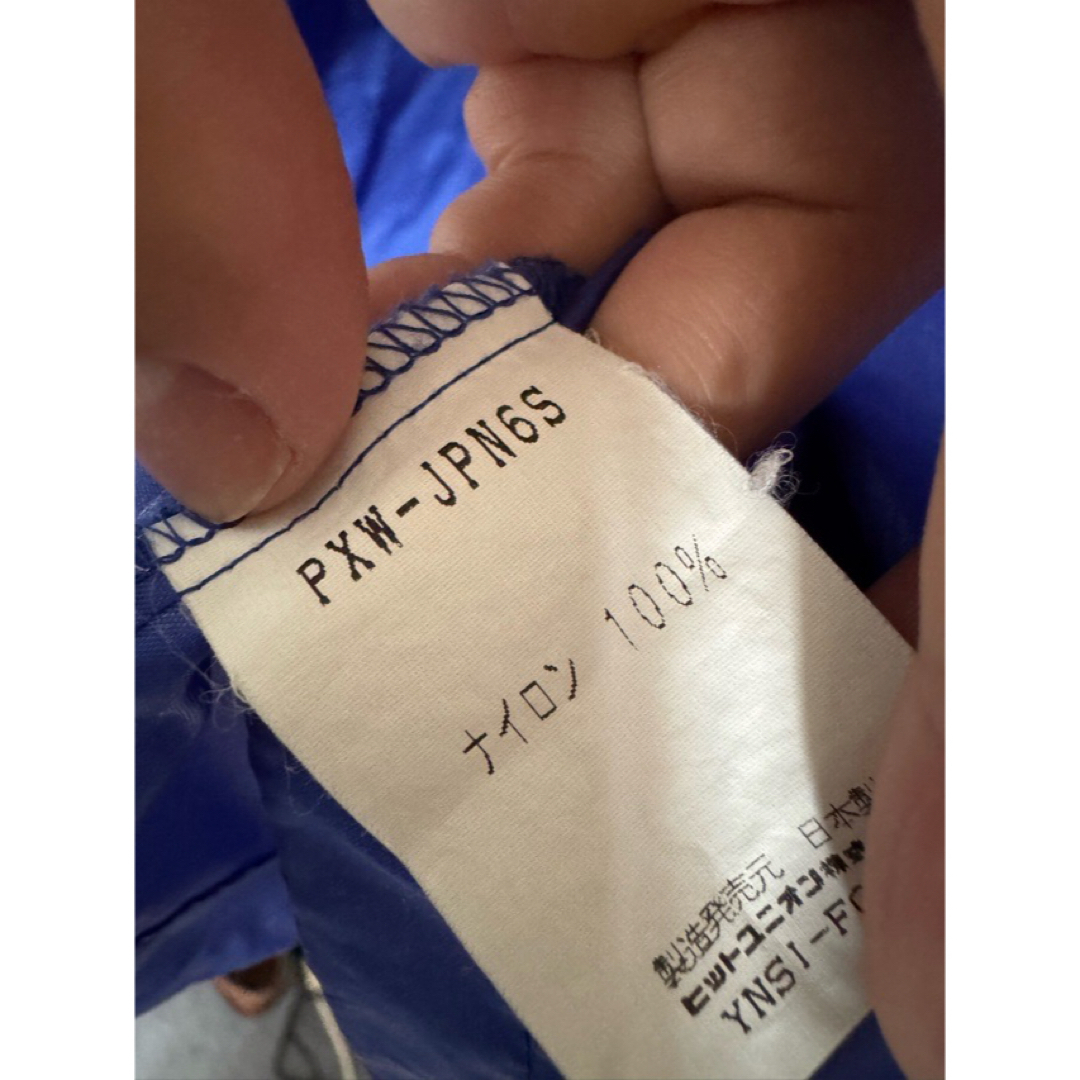 PXW-JPN6S
ナイロン 100%
日本製
製造発売元
ヒットユニオン株式
YNSI-F